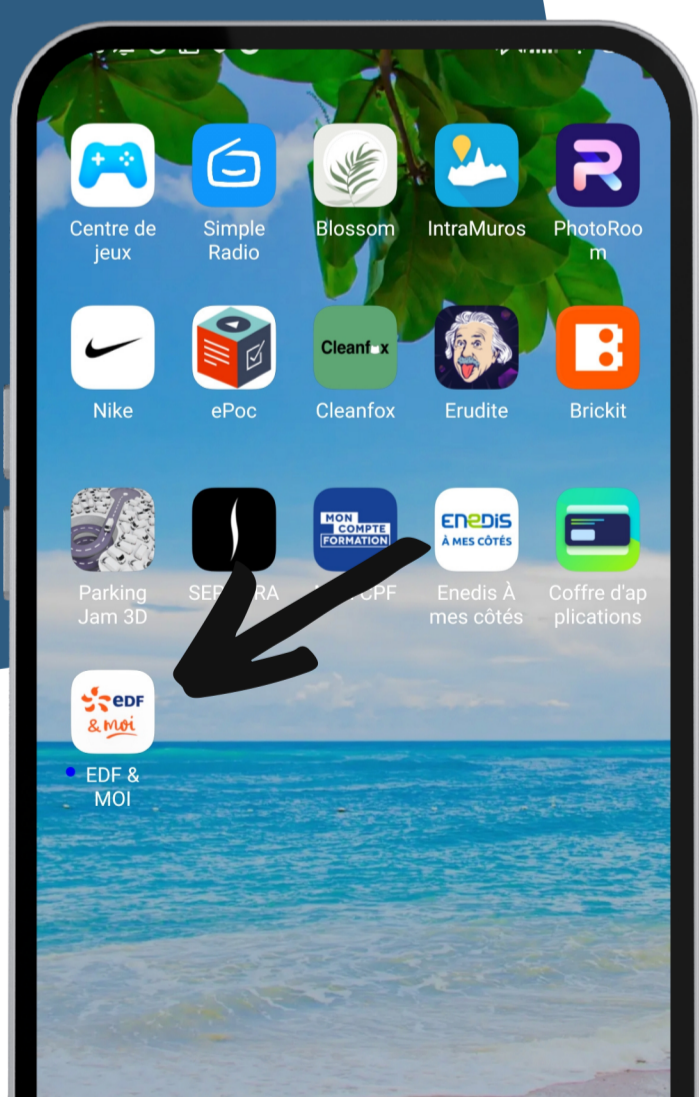 Centre de
jeux
Simple
Radio
Blossom
IntraMuros
PhotoRoo
m
Cleanfox
Nike
ePoc
Cleanfox
Erudite
Brickit
MON
COMPTE
FORMATION
ENEDIS
À MES CÔTÉS
Parking
Jam 3D
CPF
Enedis À
mes côtés
Coffre d'ap
plications
eDF
& moi
EDF &
MOI